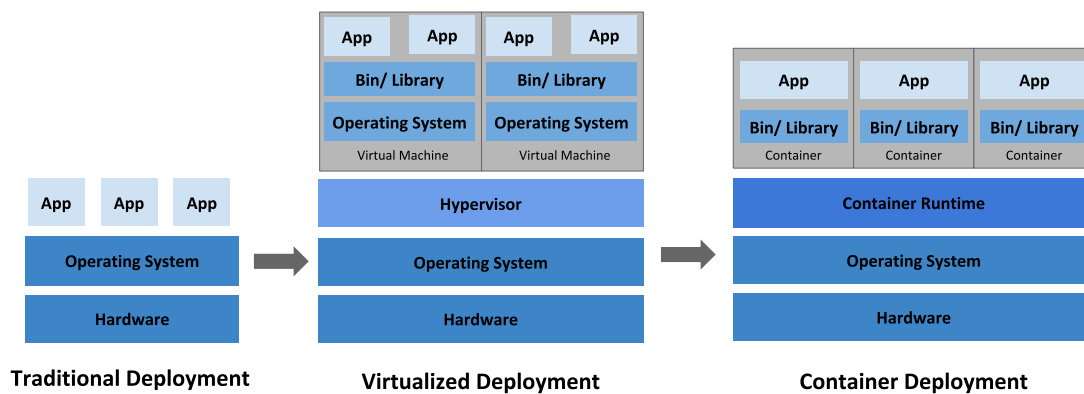 App
App
App
Operating System
Hardware
Traditional Deployment
App
App
Bin/ Library
Operating System
Virtual Machine
App
App
Bin/ Library
Operating System
Virtual Machine
Hypervisor
Operating System
Hardware
Virtualized Deployment
App
Bin/ Library
Container
App
Bin/ Library
Container
App
Bin/ Library
Container
Container Runtime
Operating System
Hardware
Container Deployment